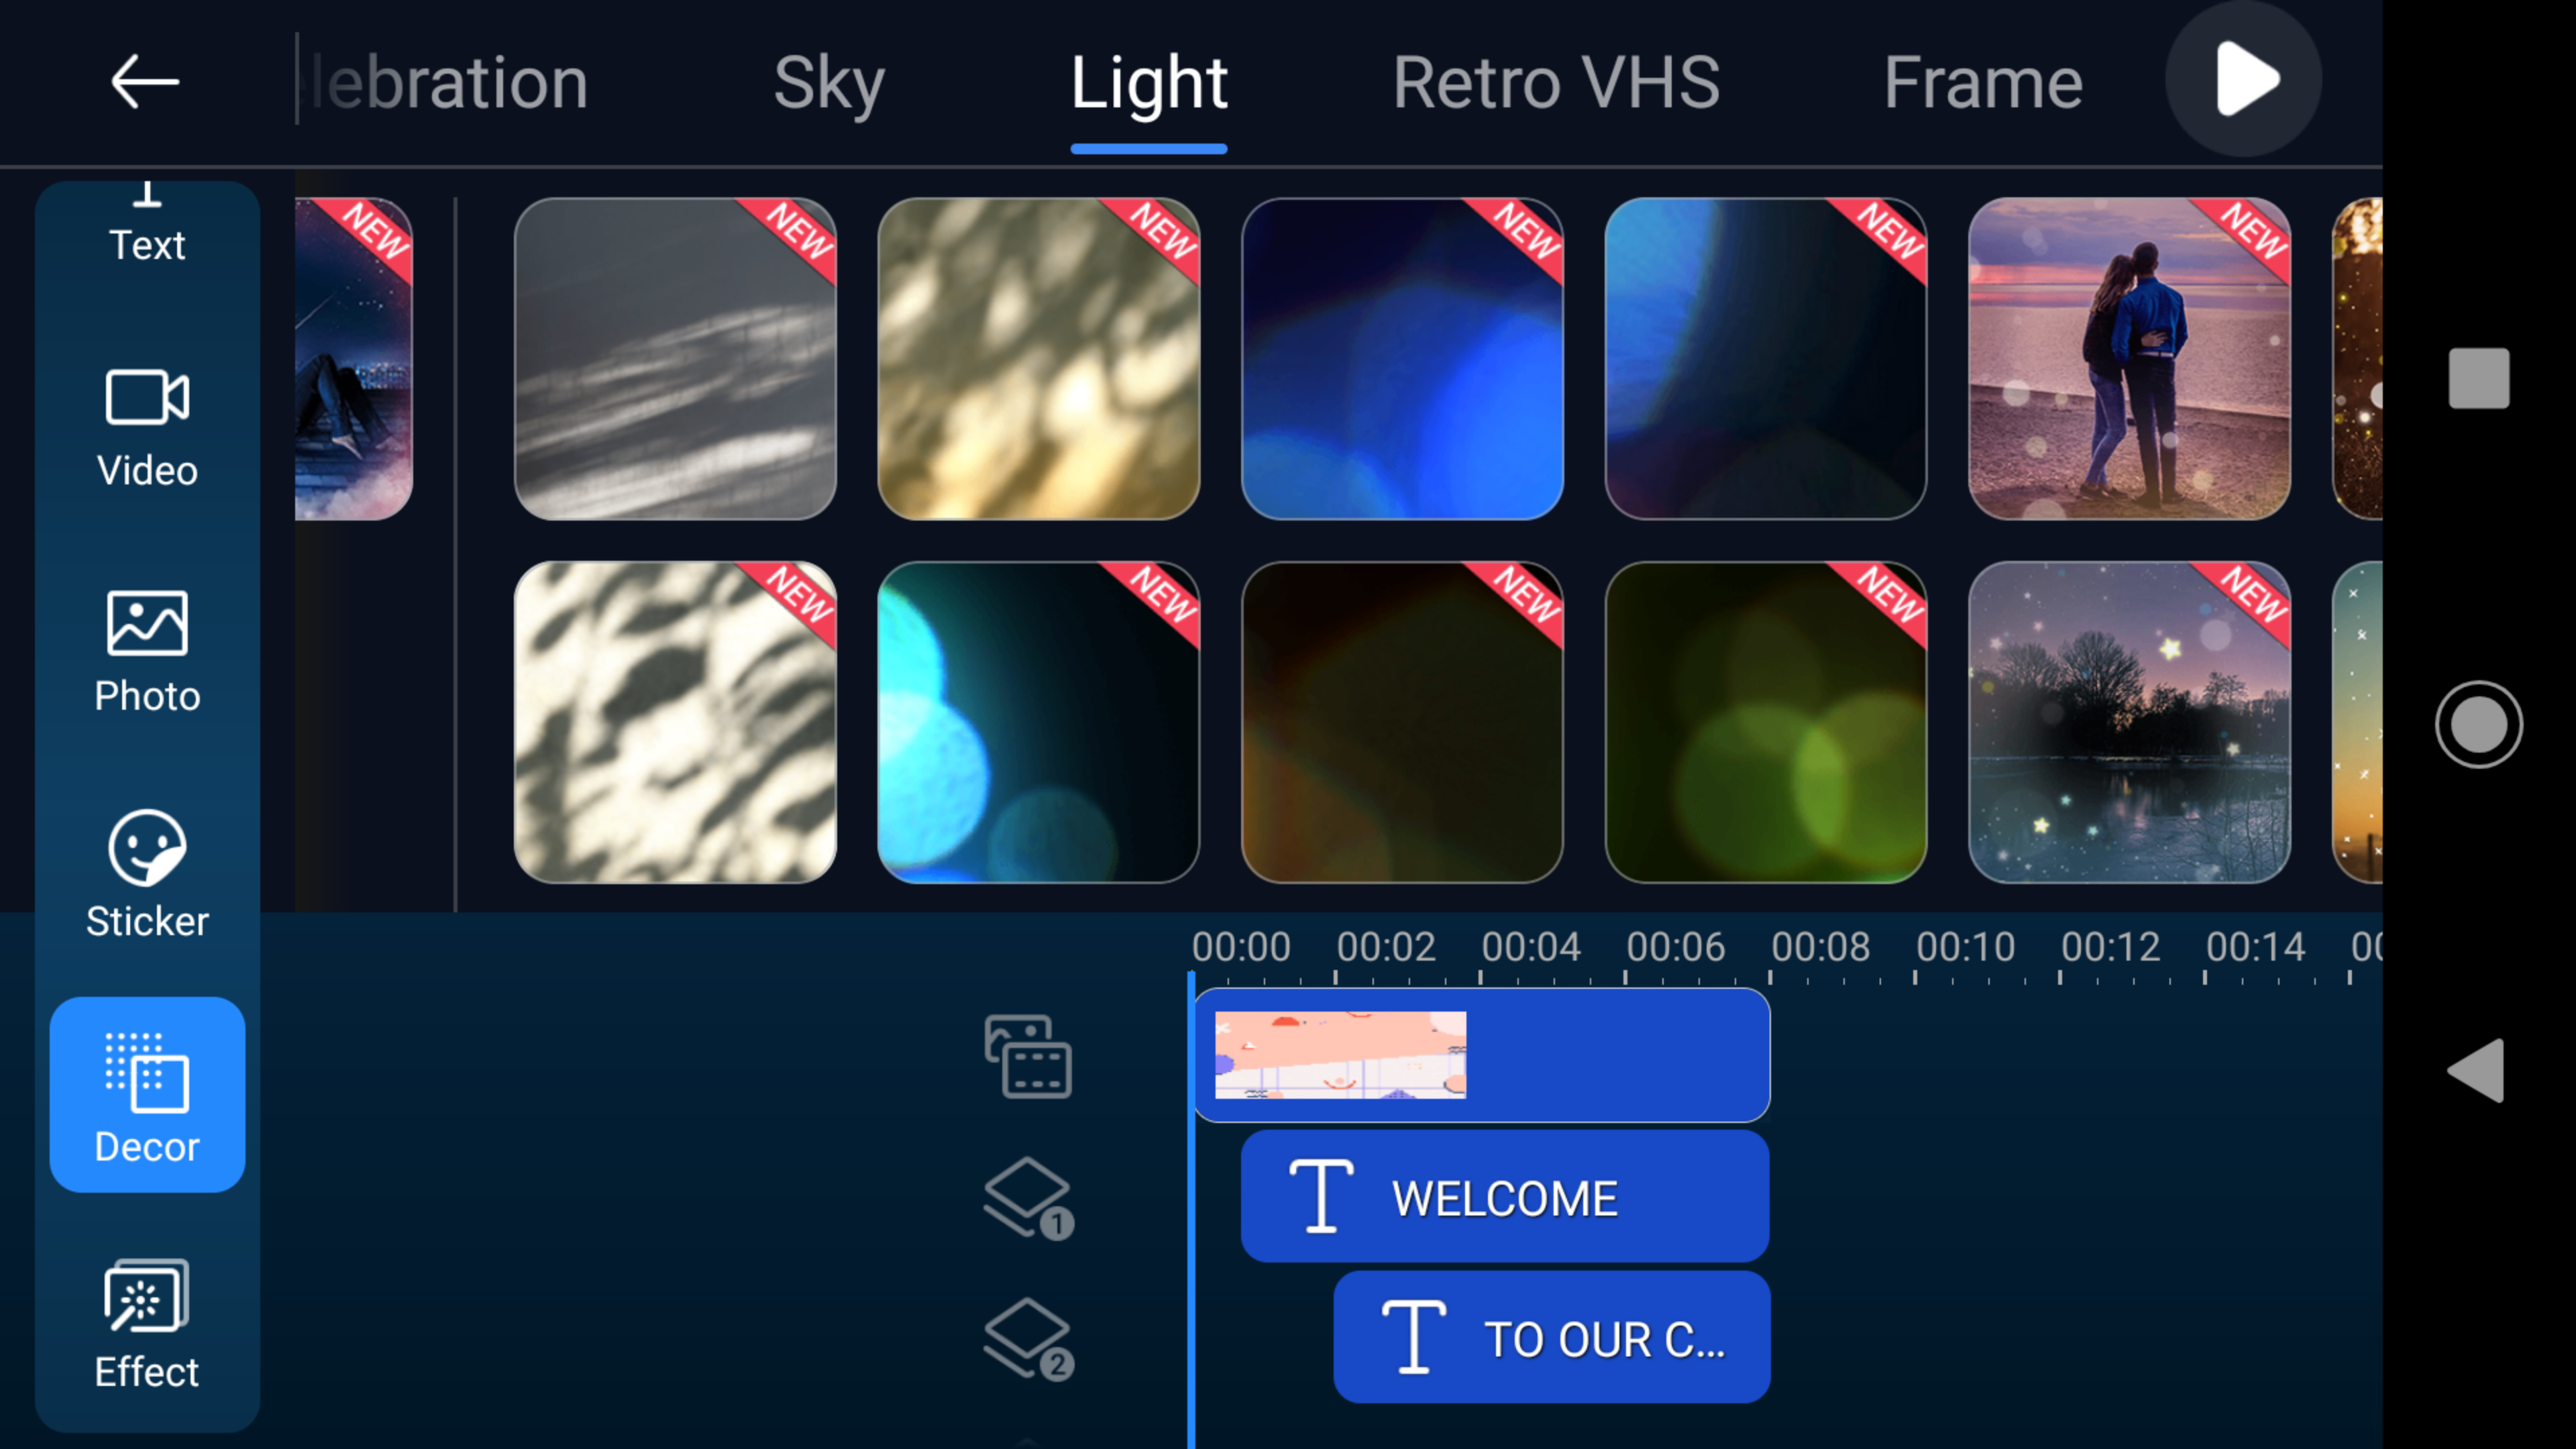 lebration Sky Light Retro VHS Frame
Text
Video
Photo
Sticker
Decor
Effect
NEW NEW NEW NEW NEW NEW
NEW NEW NEW NEW NEW
00:00 00:02 00:04 00:06 00:08 00:10 00:12 00:14 00
WELCOME
1
TO OUR C...
2